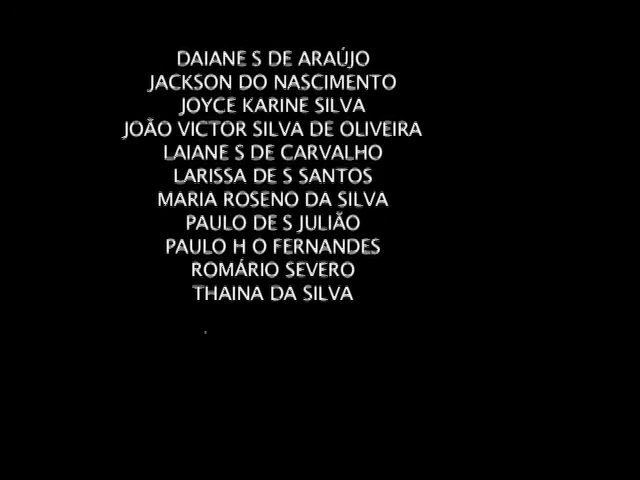 DAIANE S DE ARAÚJO
JACKSON DO NASCIMENTO
JOYCE KARINE SILVA
JOÃO VICTOR SILVA DE OLIVEIRA
LAIANE S DE CARVALHO
LARISSA DE S SANTOS
MARIA ROSENO DA SILVA
PAULO DE S JULIÃO
PAULO H O FERNANDES
ROMÁRIO SEVERO
THAINA DA SILVA